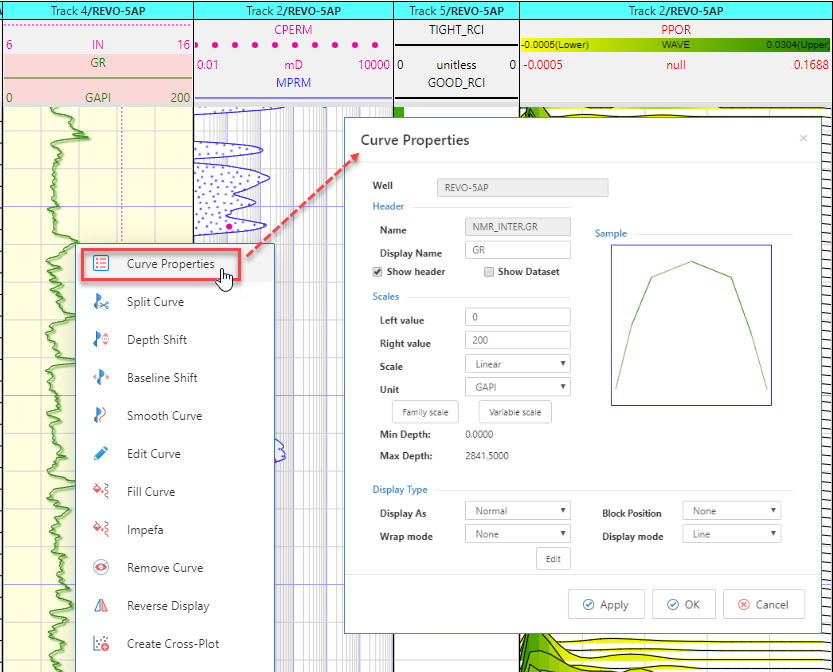 Track 4/REVO-5AP
Track 2/REVO-5AP
Track 5/REVO-5AP
Track 2/REVO-5AP
6 IN 16
GR
0 GAPI 200
CPERM
0.01 mD 10000
MPRM
TIGHT_RCI
0 unitless 0
GOOD_RCI
PPOR
-0.0005(Lower) WAVE 0.0304(Upper
-0.0005 null 0.1688
Curve Properties
Split Curve
Depth Shift
Baseline Shift
Smooth Curve
Edit Curve
Fill Curve
Impefa
Remove Curve
Reverse Display
Create Cross-Plot
Curve Properties ×
Well REVO-5AP
Header
Name NMR_INTER.GR
Display Name GR
Show header Show Dataset
Scales
Left value 0
Right value 200
Scale Linear
Unit GAPI
Family scale Variable scale
Min Depth: 0.0000
Max Depth: 2841.5000
Sample
Display Type
Display As Normal Block Position None
Wrap mode None Display mode Line
Edit
Apply OK Cancel